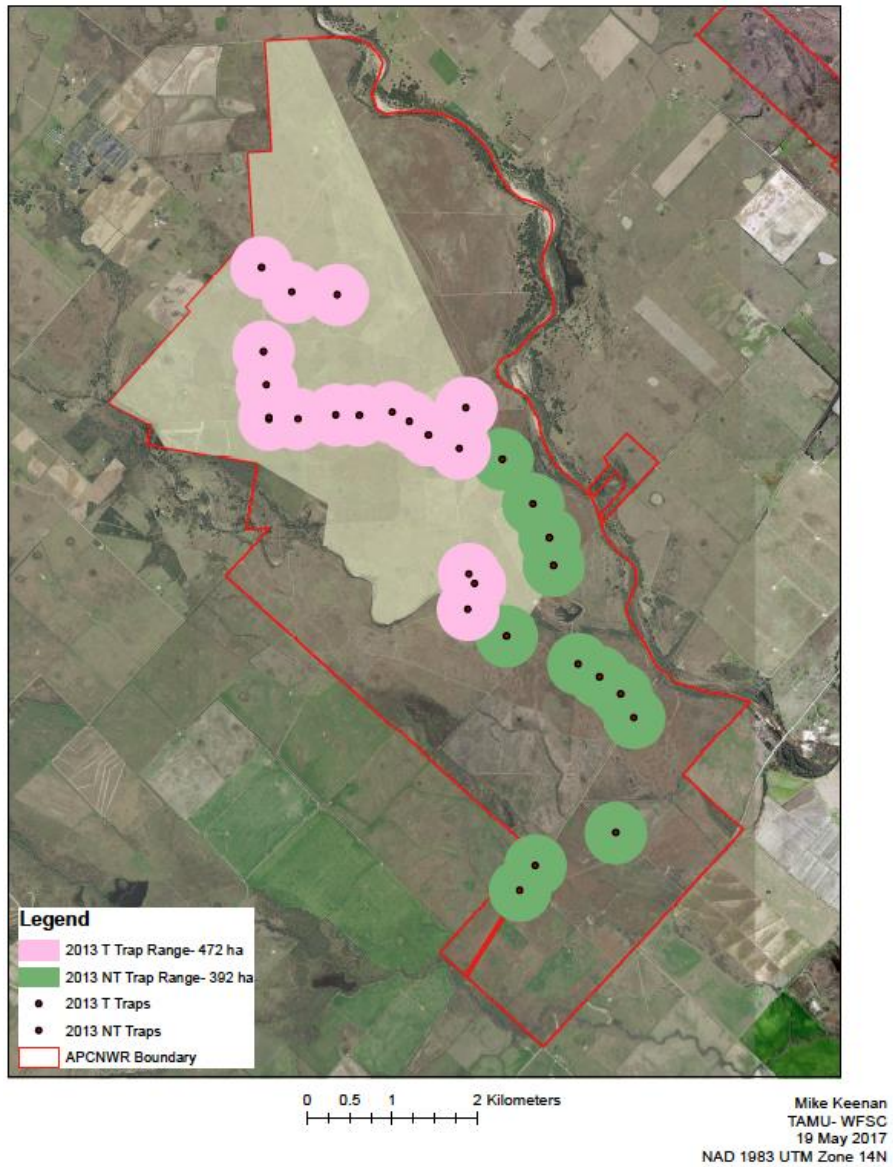 Legend
2013 T Trap Range- 472 ha
2013 NT Trap Range- 392 ha
2013 T Traps
2013 NT Traps
APCNWR Boundary
0 0.5 1 2 Kilometers
Mike Keenan
TAMU- WFSC
19 May 2017
NAD 1983 UTM Zone 14N